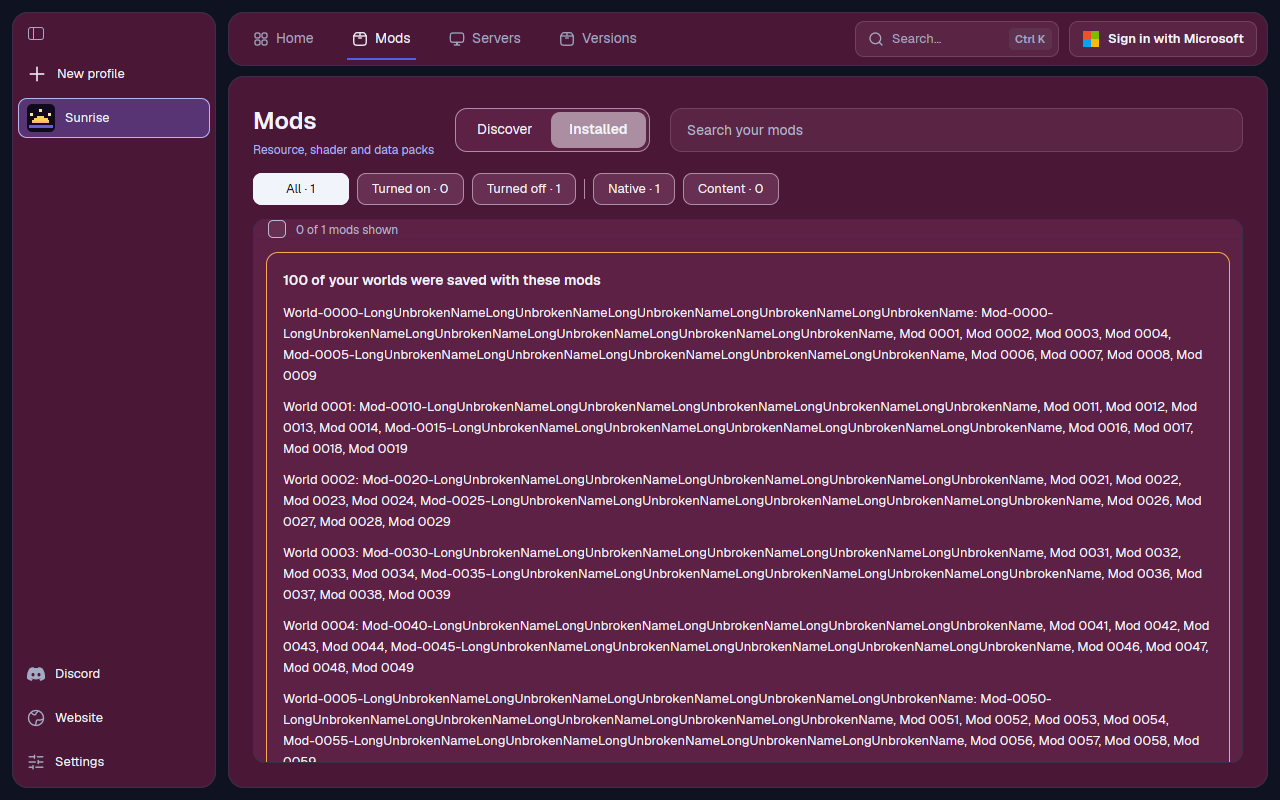 Home
Mods
Servers
Versions
Search...
Ctrl K
Sign in with Microsoft
New profile
Sunrise
Discord
Website
Settings
Mods
Resource, shader and data packs
Discover
Installed
Search your mods
All · 1
Turned on · 0
Turned off · 1
Native · 1
Content · 0
0 of 1 mods shown
100 of your worlds were saved with these mods
World-0000-LongUnbrokenNameLongUnbrokenNameLongUnbrokenNameLongUnbrokenNameLongUnbrokenName: Mod-0000-
LongUnbrokenNameLongUnbrokenNameLongUnbrokenNameLongUnbrokenNameLongUnbrokenName, Mod 0001, Mod 0002, Mod 0003, Mod 0004,
Mod-0005-LongUnbrokenNameLongUnbrokenNameLongUnbrokenNameLongUnbrokenNameLongUnbrokenName, Mod 0006, Mod 0007, Mod 0008, Mod
0009
World 0001: Mod-0010-LongUnbrokenNameLongUnbrokenNameLongUnbrokenNameLongUnbrokenNameLongUnbrokenName, Mod 0011, Mod 0012, Mod
0013, Mod 0014, Mod-0015-LongUnbrokenNameLongUnbrokenNameLongUnbrokenNameLongUnbrokenNameLongUnbrokenName, Mod 0016, Mod 0017,
Mod 0018, Mod 0019
World 0002: Mod-0020-LongUnbrokenNameLongUnbrokenNameLongUnbrokenNameLongUnbrokenNameLongUnbrokenName, Mod 0021, Mod 0022,
Mod 0023, Mod 0024, Mod-0025-LongUnbrokenNameLongUnbrokenNameLongUnbrokenNameLongUnbrokenNameLongUnbrokenName, Mod 0026, Mod
0027, Mod 0028, Mod 0029
World 0003: Mod-0030-LongUnbrokenNameLongUnbrokenNameLongUnbrokenNameLongUnbrokenNameLongUnbrokenName, Mod 0031, Mod 0032,
Mod 0033, Mod 0034, Mod-0035-LongUnbrokenNameLongUnbrokenNameLongUnbrokenNameLongUnbrokenNameLongUnbrokenName, Mod 0036, Mod
0037, Mod 0038, Mod 0039
World 0004: Mod-0040-LongUnbrokenNameLongUnbrokenNameLongUnbrokenNameLongUnbrokenNameLongUnbrokenName, Mod 0041, Mod 0042, Mod
0043, Mod 0044, Mod-0045-LongUnbrokenNameLongUnbrokenNameLongUnbrokenNameLongUnbrokenNameLongUnbrokenName, Mod 0046, Mod 0047,
Mod 0048, Mod 0049
World-0005-LongUnbrokenNameLongUnbrokenNameLongUnbrokenNameLongUnbrokenNameLongUnbrokenName: Mod-0050-
LongUnbrokenNameLongUnbrokenNameLongUnbrokenNameLongUnbrokenNameLongUnbrokenName, Mod 0051, Mod 0052, Mod 0053, Mod 0054,
Mod-0055-LongUnbrokenNameLongUnbrokenNameLongUnbrokenNameLongUnbrokenNameLongUnbrokenName, Mod 0056, Mod 0057, Mod 0058, Mod
0059